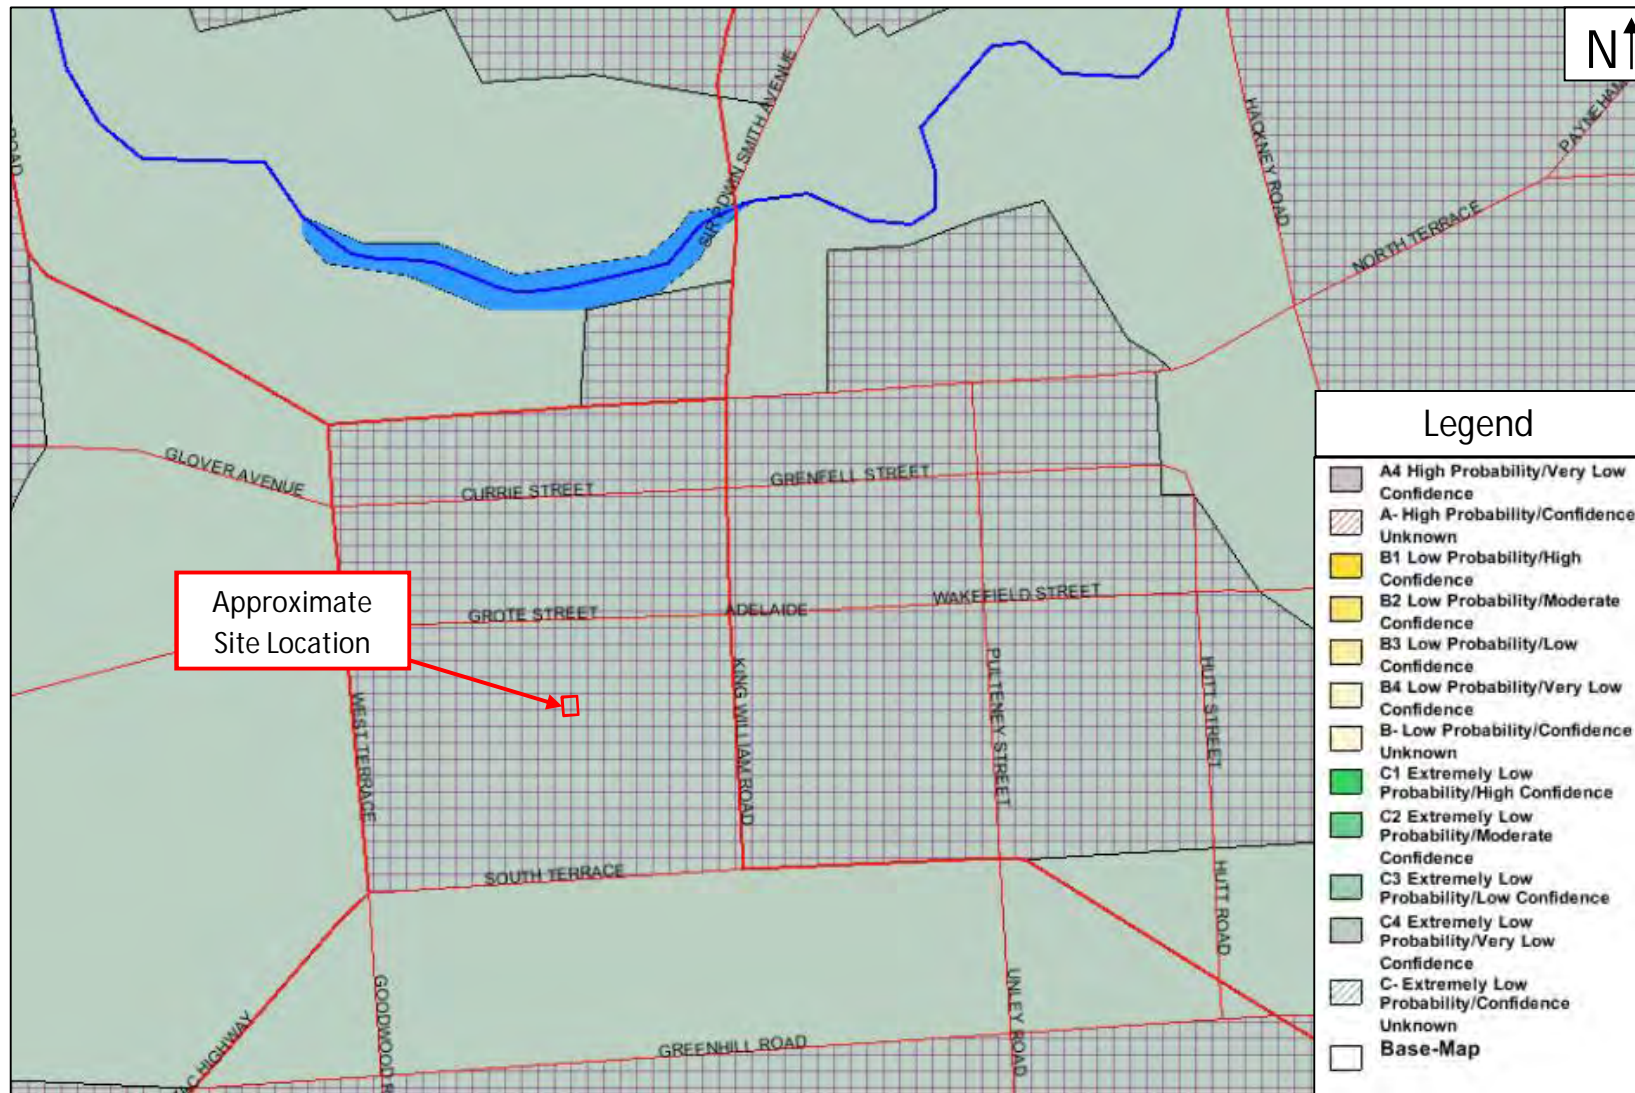 N
SIR EDWIN SMITH AVENUE
HACKNEY ROAD
NORTH TERRACE
ROAD
GLOVER AVENUE
CURRIE STREET
GRENFELL STREET
GROTE STREET
ADELAIDE
WAKEFIELD STREET
Approximate
Site Location
WEST TERRACE
KING WILLIAM ROAD
PULTENEY STREET
HUTT STREET
SOUTH TERRACE
HUTT ROAD
GOODWOOD R
UNLEY ROAD
GREENHILL ROAD
HIGHWAY
Legend
A4 High Probability/Very Low
Confidence
A- High Probability/Confidence
Unknown
B1 Low Probability/High
Confidence
B2 Low Probability/Moderate
Confidence
B3 Low Probability/Low
Confidence
B4 Low Probability/Very Low
Confidence
B- Low Probability/Confidence
Unknown
C1 Extremely Low
Probability/High Confidence
C2 Extremely Low
Probability/Moderate
Confidence
C3 Extremely Low
Probability/Low Confidence
C4 Extremely Low
Probability/Very Low
Confidence
C- Extremely Low
Probability/Confidence
Unknown
Base-Map